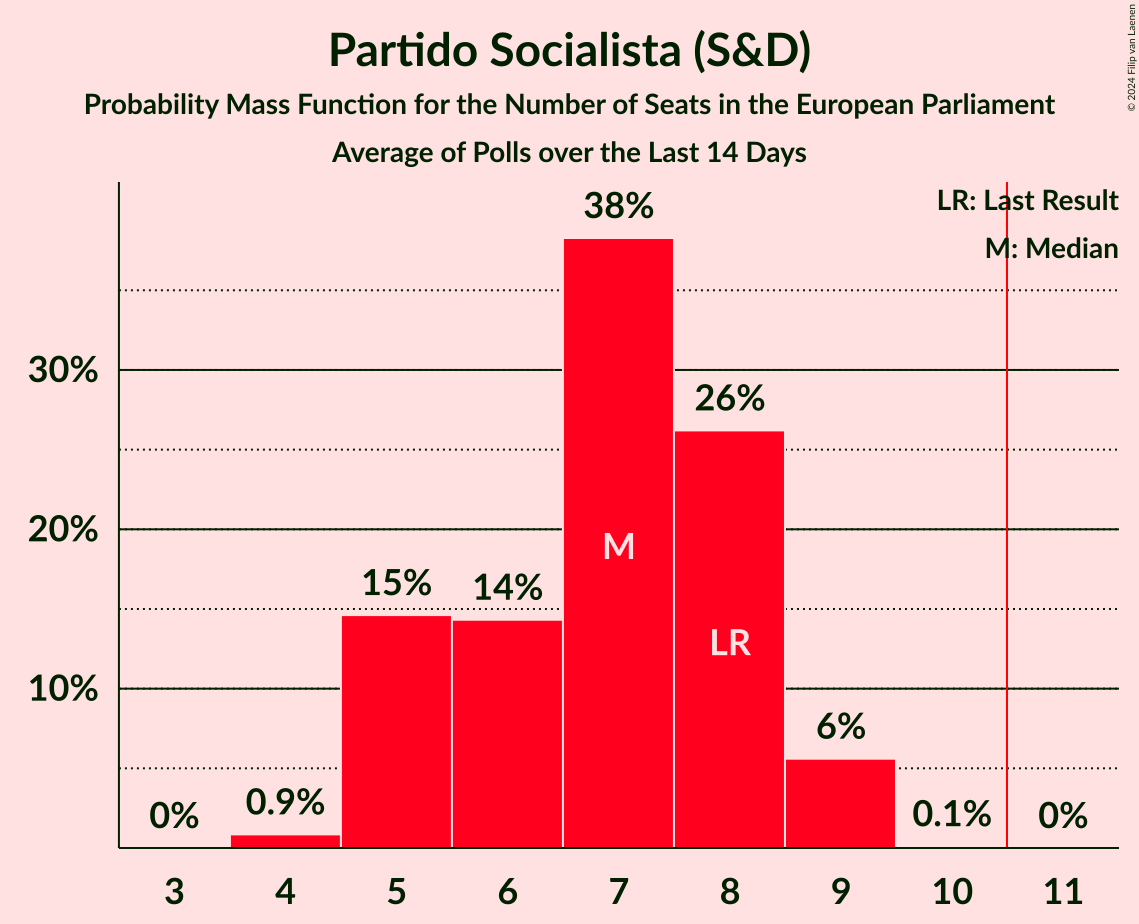 Partido Socialista (S&D)
Probability Mass Function for the Number of Seats in the European Parliament
Average of Polls over the Last 14 Days
© 2024 Filip van Laenen
LR: Last Result
M: Median
38%
30%
26%
20%
M
15%
14%
LR
10%
6%
0%
0.9%
0.1%
0%
3 4 5 6 7 8 9 10 11